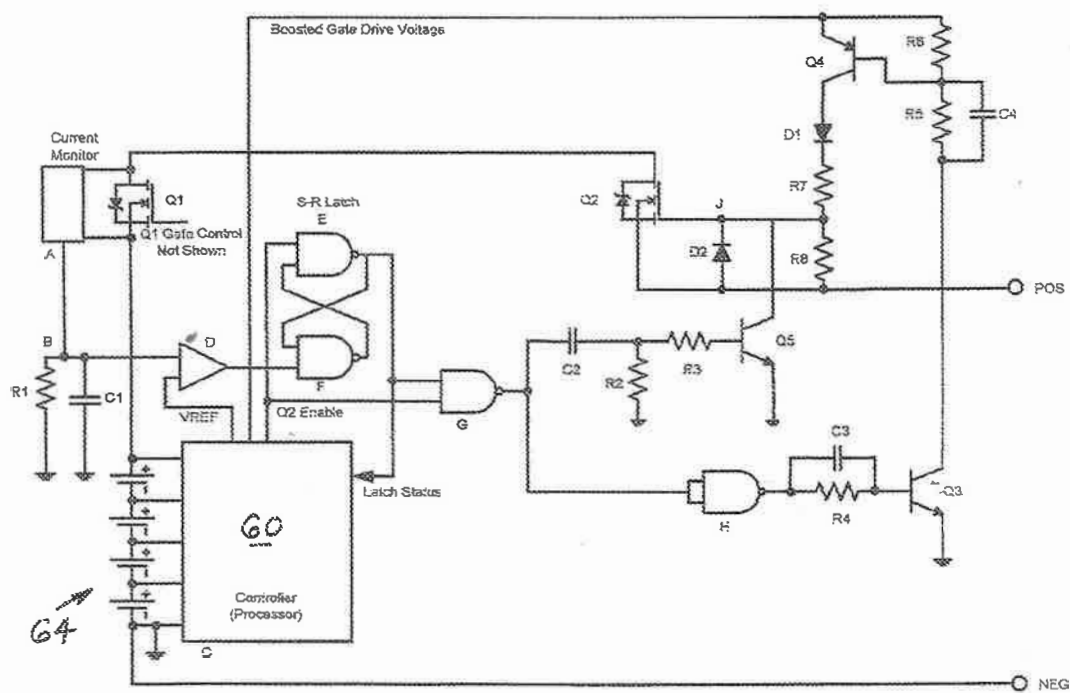 Boosted Gate Drive Voltage
R6
Q4
R5
C4
Current
Monitor
D1
Q1
Q2
R7
S-R Latch
E
J
Q1 Gate Control
Not Shown
A
D2
R8
POS
B
D
Q5
C2
R3
R1
C1
R2
F
VREF
Q2 Enable
G
C3
Latch Status
Q3
60
H
R4
Controller
(Processor)
64
C
NEG